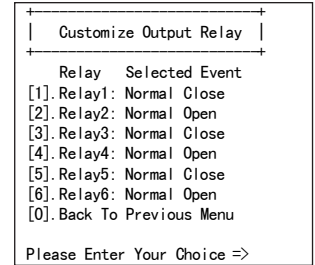 +--------------------------+
|   Customize Output Relay  |
+--------------------------+
Relay   Selected Event
[1].Relay1: Normal Close
[2].Relay2: Normal Open
[3].Relay3: Normal Close
[4].Relay4: Normal Open
[5].Relay5: Normal Close
[6].Relay6: Normal Open
[0].Back To Previous Menu
Please Enter Your Choice =>